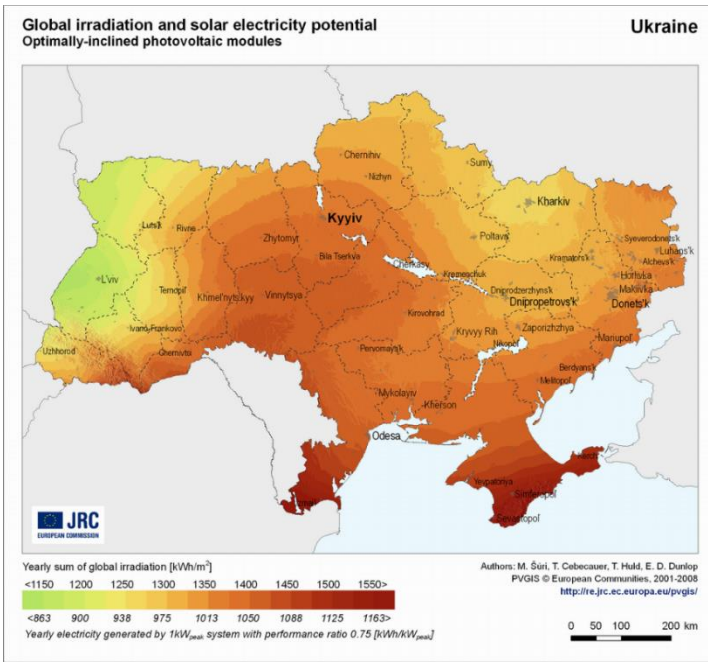 Global irradiation and solar electricity potential
Optimally-inclined photovoltaic modules
Ukraine
Chernihiv
Nizhyn
Sumy
Kyyiv
Luts'k
Rivne
Zhytomyr
Kharkiv
Poltava
L'viv
Bila Tserkva
Cherkasy
Kremenchuk
Syeverodonets'k
Luhans'k
Kramators'k
Alchevs'k
Ternopil'
Khmel'nyts'kyy
Vinnytsya
Horlivka
Makiivka
Dniprodzerzhyns'k
Dnipropetrovs'k
Donets'k
Ivano-Frankovo
Kirovohrad
Uzhhorod
Chernivtsi
Kryvyy Rih
Zaporizhzhya
Nikopol'
Mariupol'
Pervomays'k
Berdyans'k
Melitopol'
Mykolayiv
Kherson
Odesa
Kerch
Yevpatoriya
Simferopol'
Sevastopol'
Izmail
JRC
EUROPEAN COMMISSION
Yearly sum of global irradiation [kWh/m²]
<1150 1200 1250 1300 1350 1400 1450 1500 1550>
<863 900 938 975 1013 1050 1088 1125 1163>
Yearly electricity generated by 1kWpeak system with performance ratio 0.75 [kWh/kWpeak]
Authors: M. Šúri, T. Cebecauer, T. Huld, E. D. Dunlop
PVGIS © European Communities, 2001-2008
http://re.jrc.ec.europa.eu/pvgis/
0 50 100 200 km